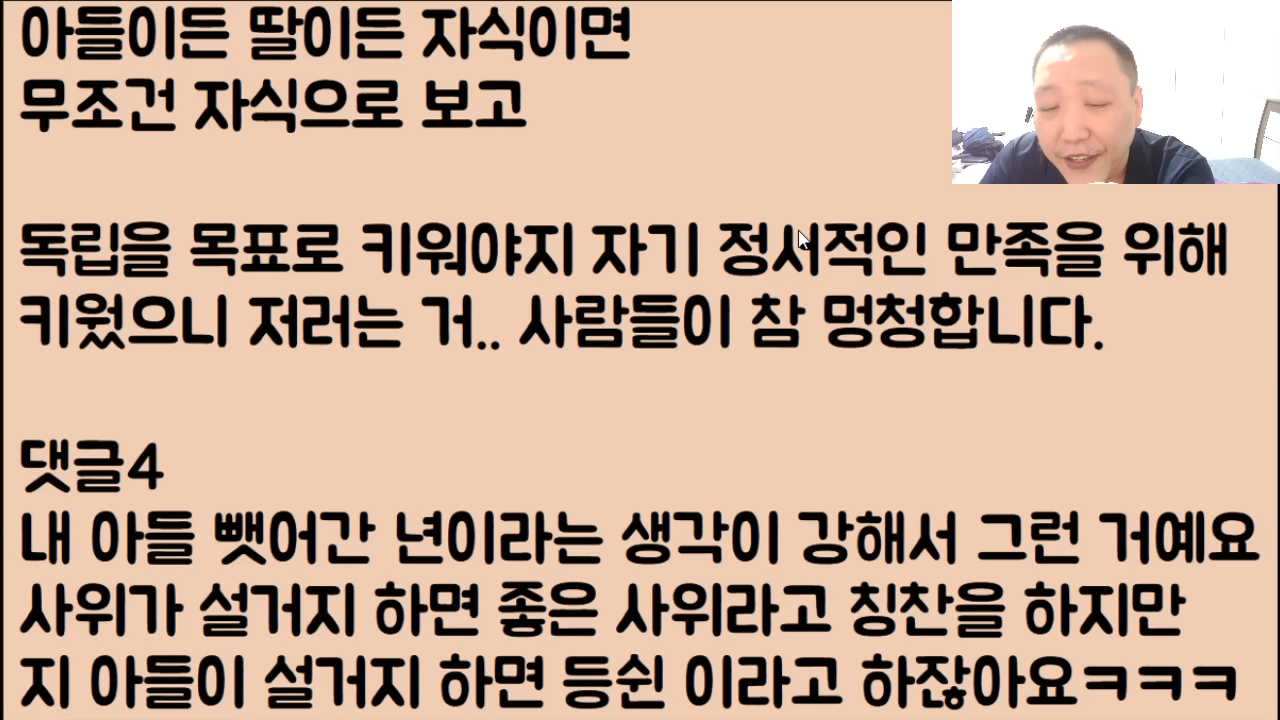 아들이든 딸이든 자식이면
무조건 자식으로 보고
독립을 목표로 키워야지 자기 정서적인 만족을 위해
키웠으니 저러는 거.. 사람들이 참 멍청합니다.
댓글4
내 아들 뺏어간 년이라는 생각이 강해서 그런 거예요
사위가 설거지 하면 좋은 사위라고 칭찬을 하지만
지 아들이 설거지 하면 등쉰 이라고 하잖아요ㅋㅋㅋ